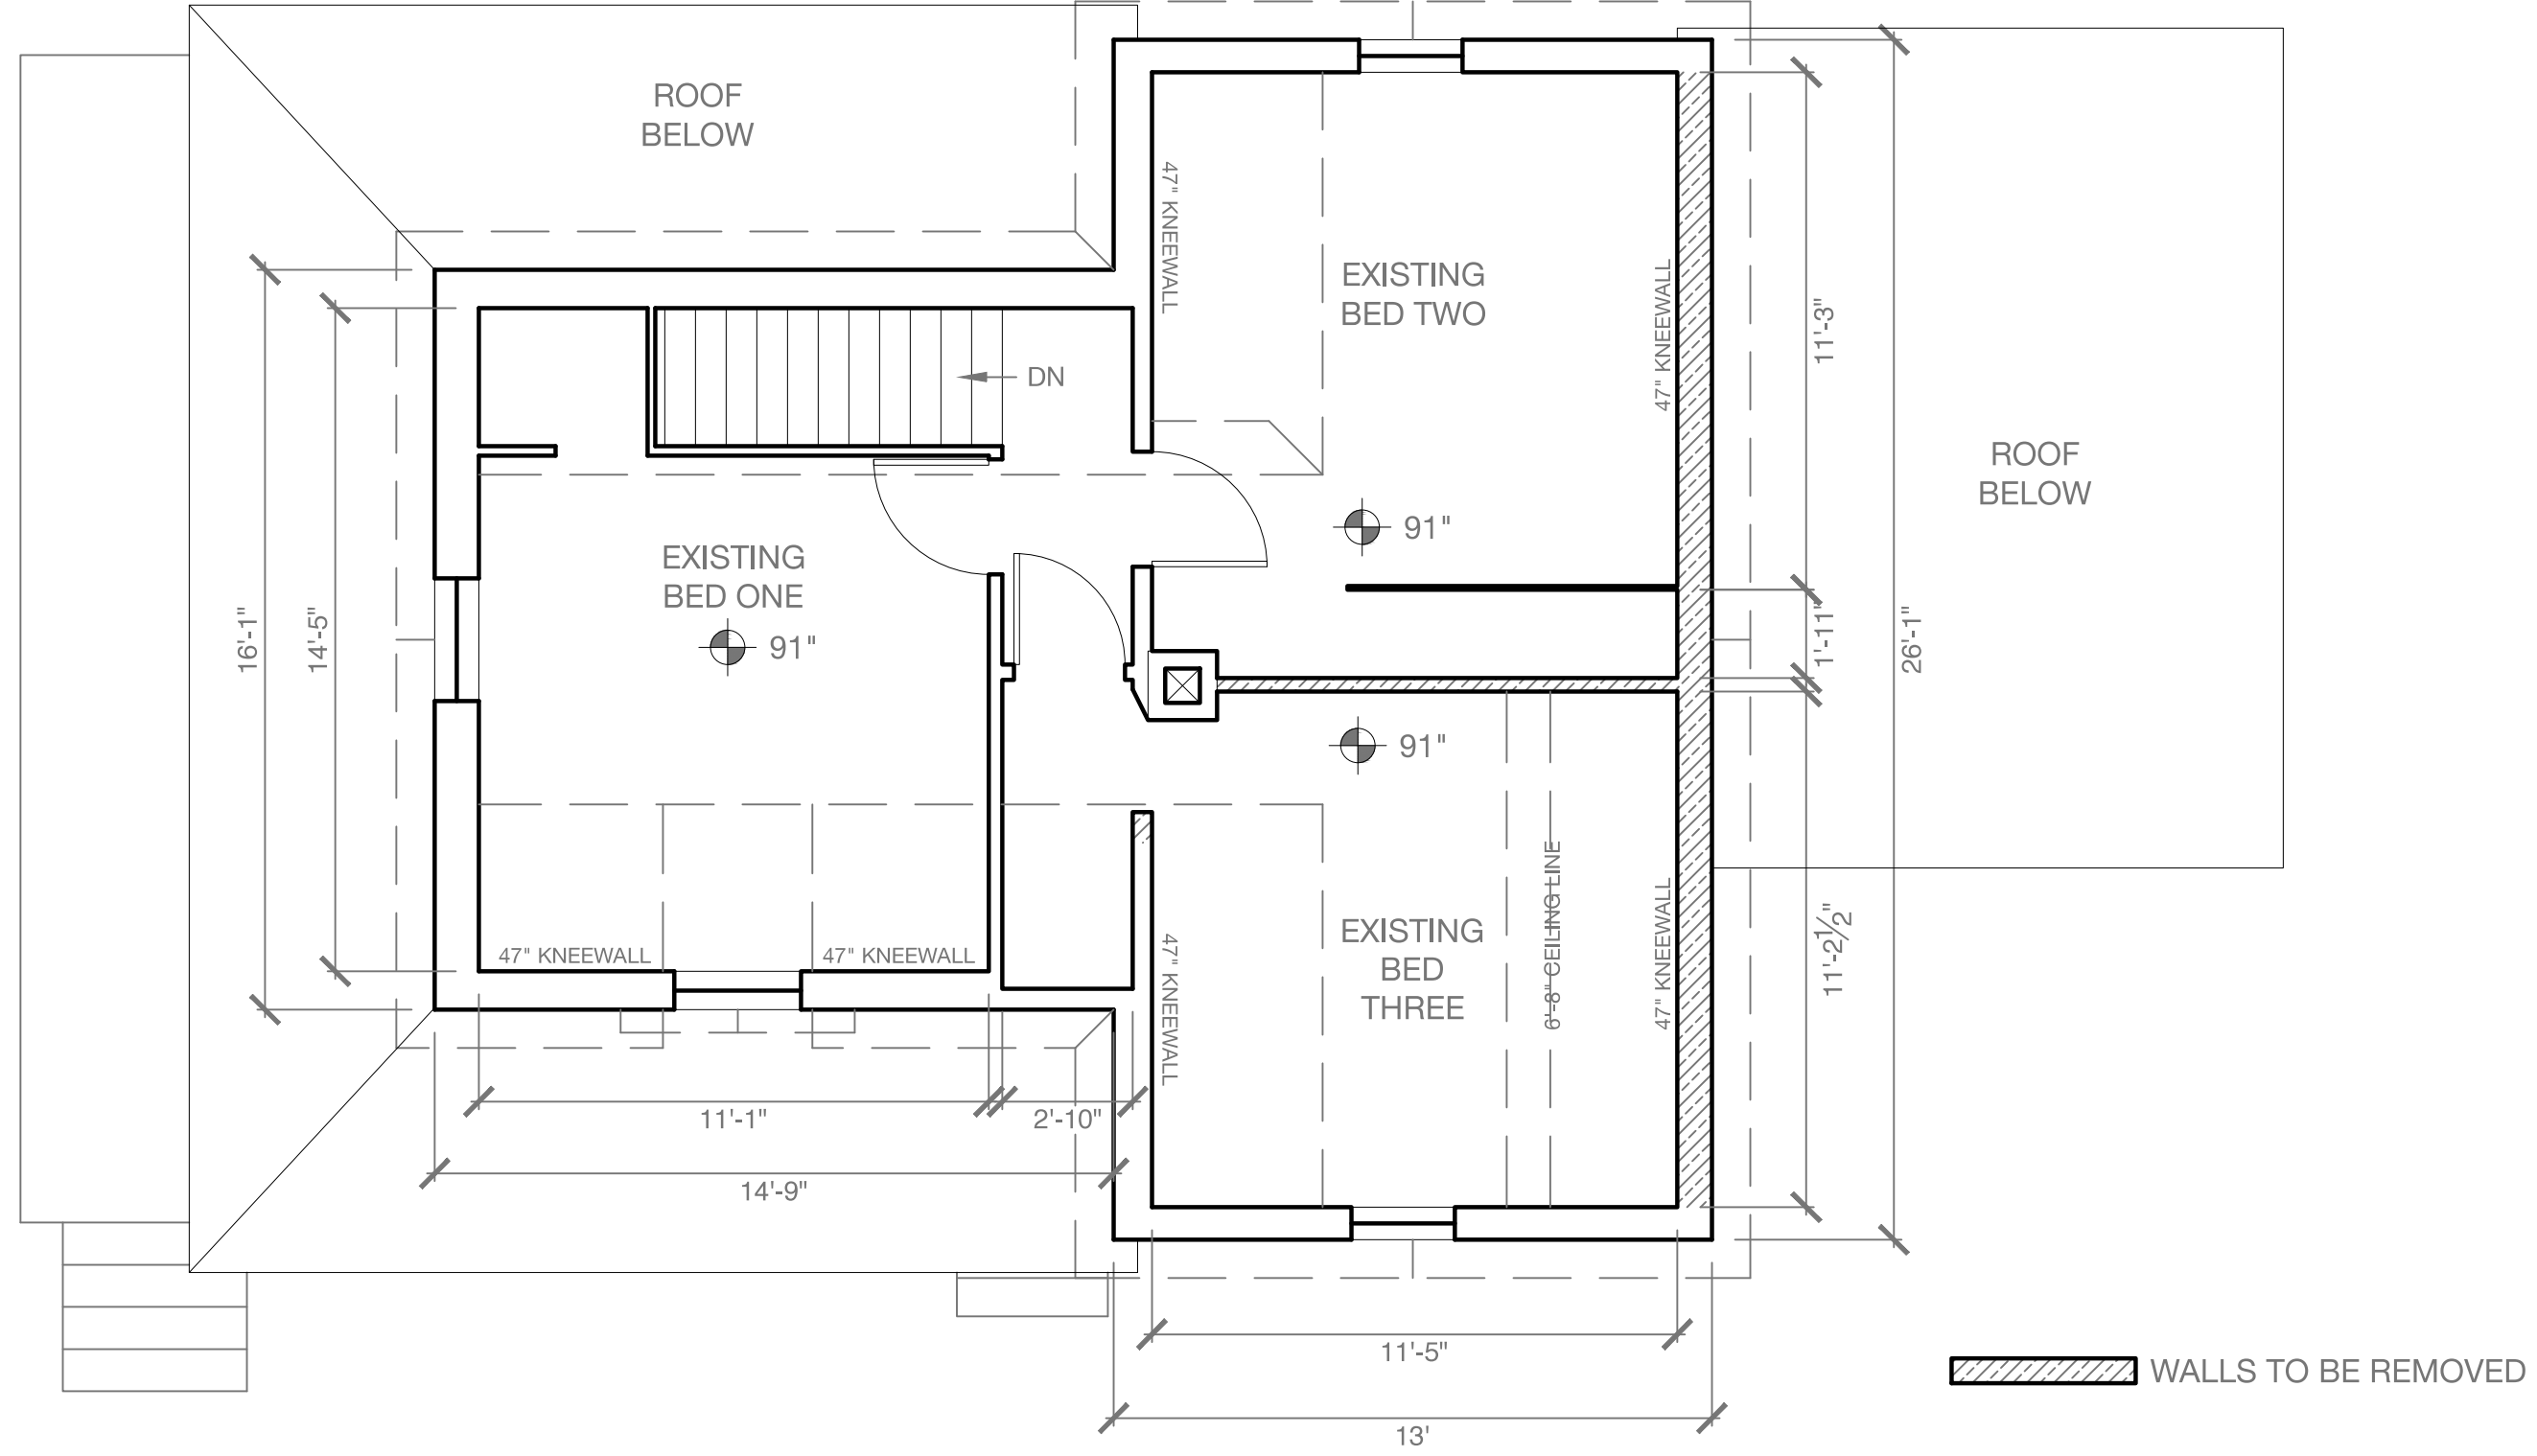 ROOF
BELOW
47" KNEEWALL
EXISTING
BED TWO
47" KNEEWALL
11'-3"
DN
ROOF
BELOW
91"
EXISTING
BED ONE
91"
16'-1"
14'-5"
1'-11"
26'-1"
91"
6'-8" CEILING LINE
47" KNEEWALL
47" KNEEWALL
47" KNEEWALL
EXISTING
BED
THREE
47" KNEEWALL
11'-2½"
11'-1"
2'-10"
14'-9"
11'-5"
13'
WALLS TO BE REMOVED